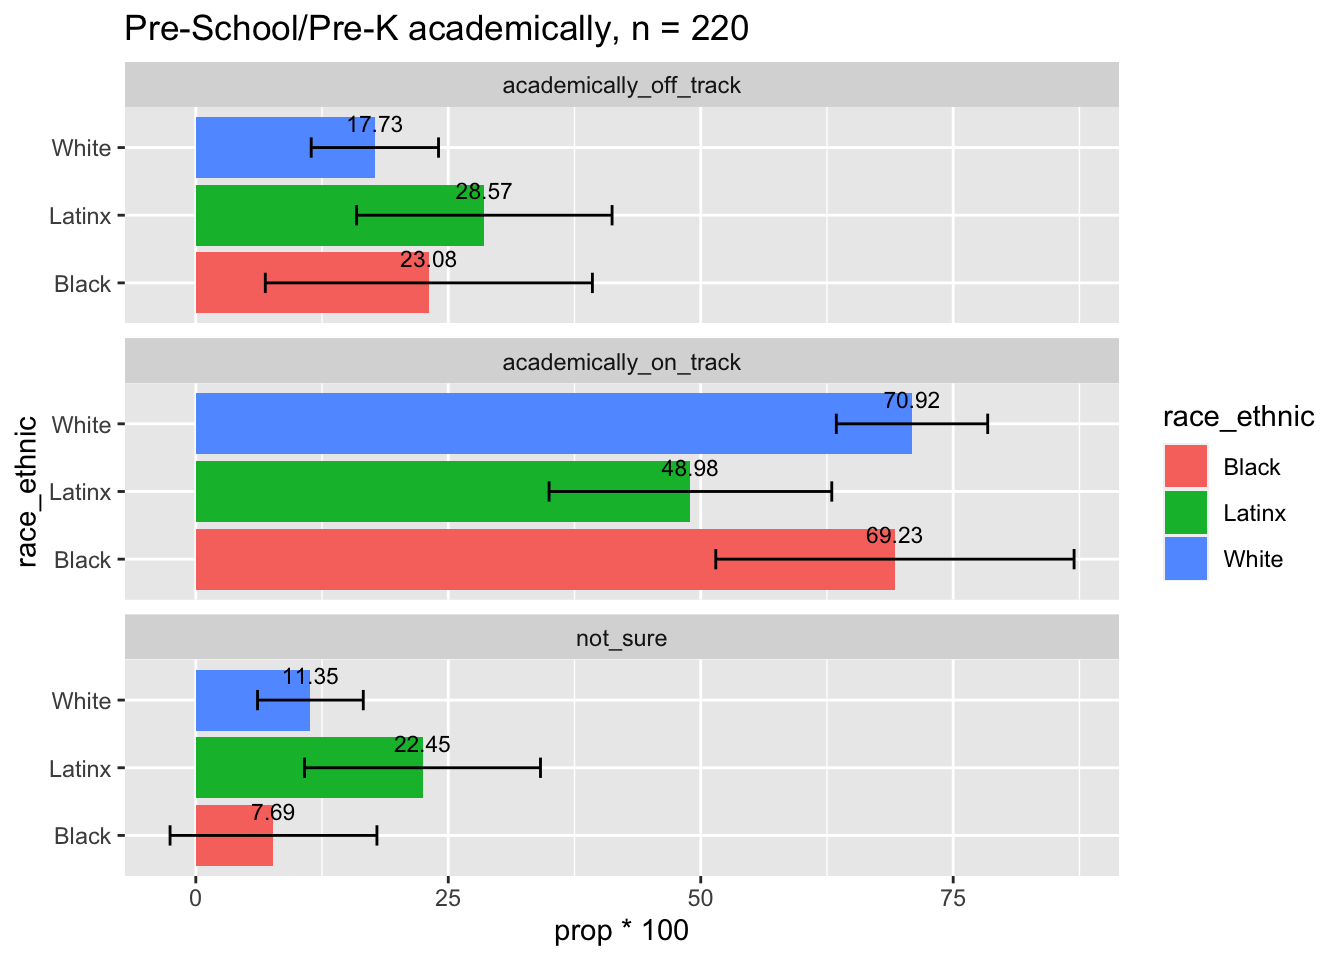 Pre-School/Pre-K academically, n = 220
academically_off_track
White
17.73
Latinx
28.57
Black
23.08
academically_on_track
White
70.92
Latinx
48.98
Black
69.23
not_sure
White
11.35
Latinx
22.45
Black
7.69
0 25 50 75
prop * 100
race_ethnic
race_ethnic
Black
Latinx
White